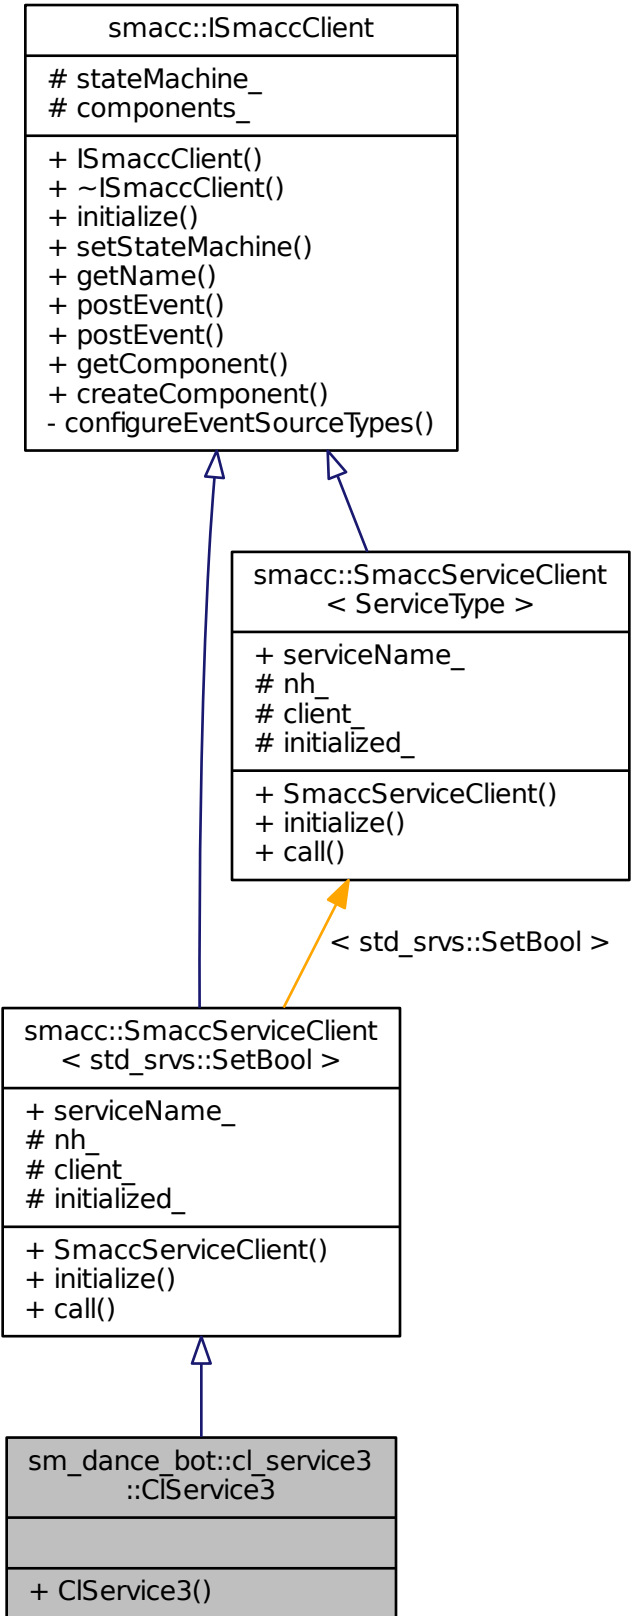 smacc::ISmaccClient
# stateMachine_
# components_
+ ISmaccClient()
+ ~ISmaccClient()
+ initialize()
+ setStateMachine()
+ getName()
+ postEvent()
+ postEvent()
+ getComponent()
+ createComponent()
- configureEventSourceTypes()
smacc::SmaccServiceClient
< ServiceType >
+ serviceName_
# nh_
# client_
# initialized_
+ SmaccServiceClient()
+ initialize()
+ call()
< std_srvs::SetBool >
smacc::SmaccServiceClient
< std_srvs::SetBool >
+ serviceName_
# nh_
# client_
# initialized_
+ SmaccServiceClient()
+ initialize()
+ call()
sm_dance_bot::cl_service3
::ClService3
+ ClService3()